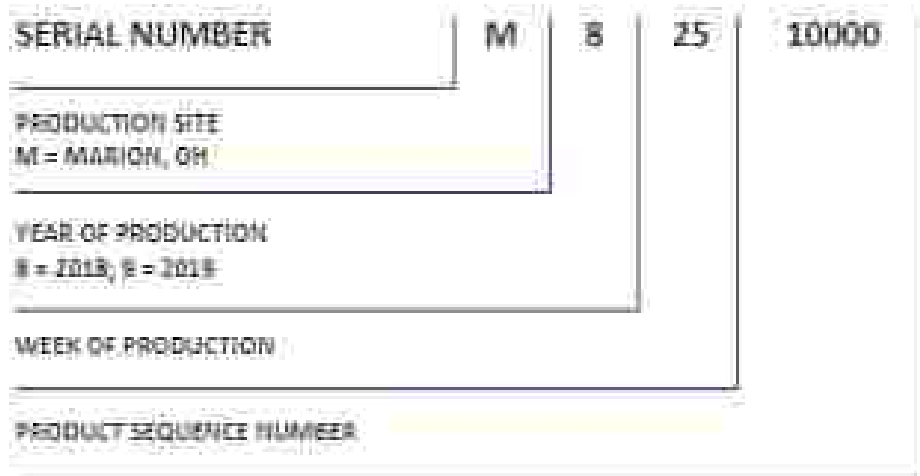 SERIAL NUMBER M 8 25 10000
PRODUCTION SITE
M = MARION, OH
YEAR OF PRODUCTION
8 = 2018; 9 = 2019
WEEK OF PRODUCTION
PRODUCT SEQUENCE NUMBER